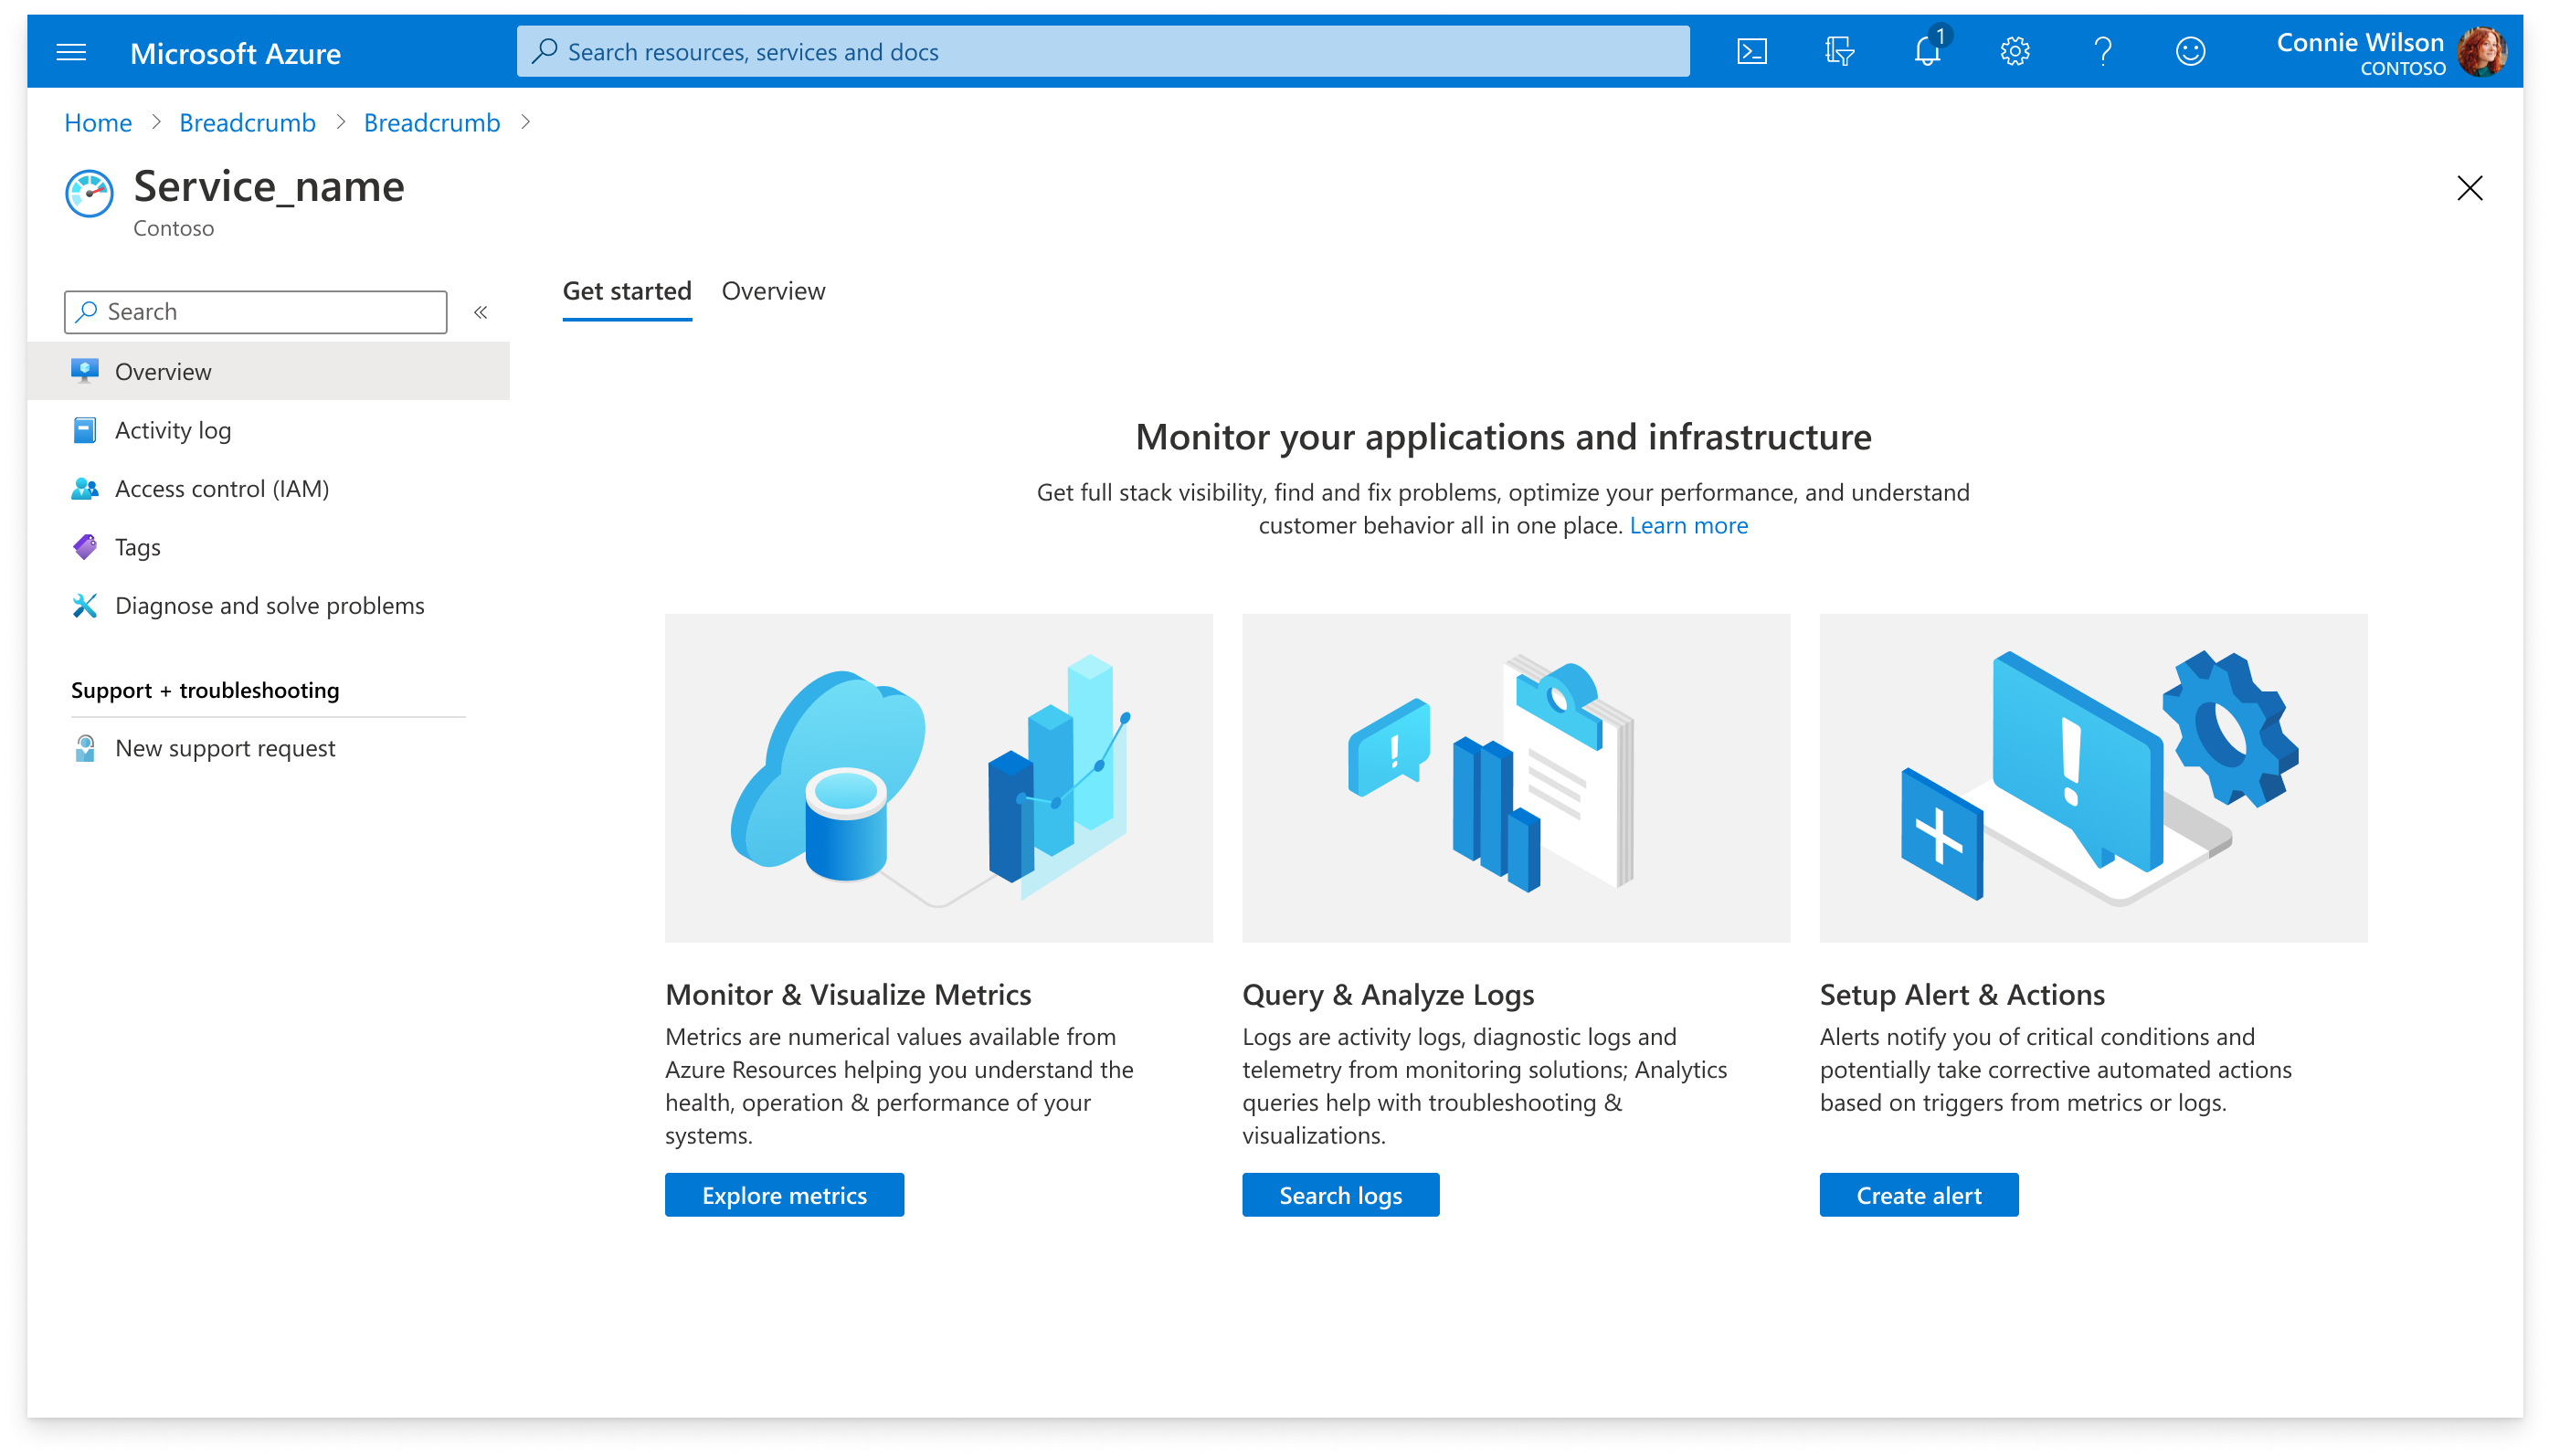 Microsoft Azure
Search resources, services and docs
1
Connie Wilson
CONTOSO
Home
Breadcrumb
Breadcrumb
Service_name
Contoso
Search
«
Overview
Activity log
Access control (IAM)
Tags
Diagnose and solve problems
Support + troubleshooting
New support request
Get started
Overview
Monitor your applications and infrastructure
Get full stack visibility, find and fix problems, optimize your performance, and understand
customer behavior all in one place. Learn more
Monitor & Visualize Metrics
Metrics are numerical values available from
Azure Resources helping you understand the
health, operation & performance of your
systems.
Explore metrics
Query & Analyze Logs
Logs are activity logs, diagnostic logs and
telemetry from monitoring solutions; Analytics
queries help with troubleshooting &
visualizations.
Search logs
Setup Alert & Actions
Alerts notify you of critical conditions and
potentially take corrective automated actions
based on triggers from metrics or logs.
Create alert